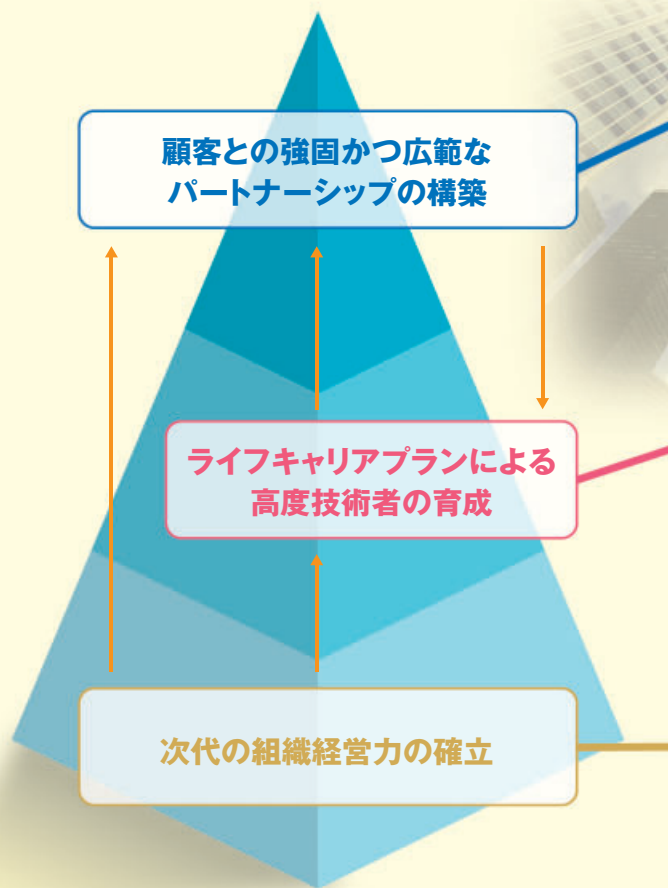 顧客との強固かつ広範な
パートナーシップの構築
ライフキャリアプランによる
高度技術者の育成
次代の組織経営力の確立